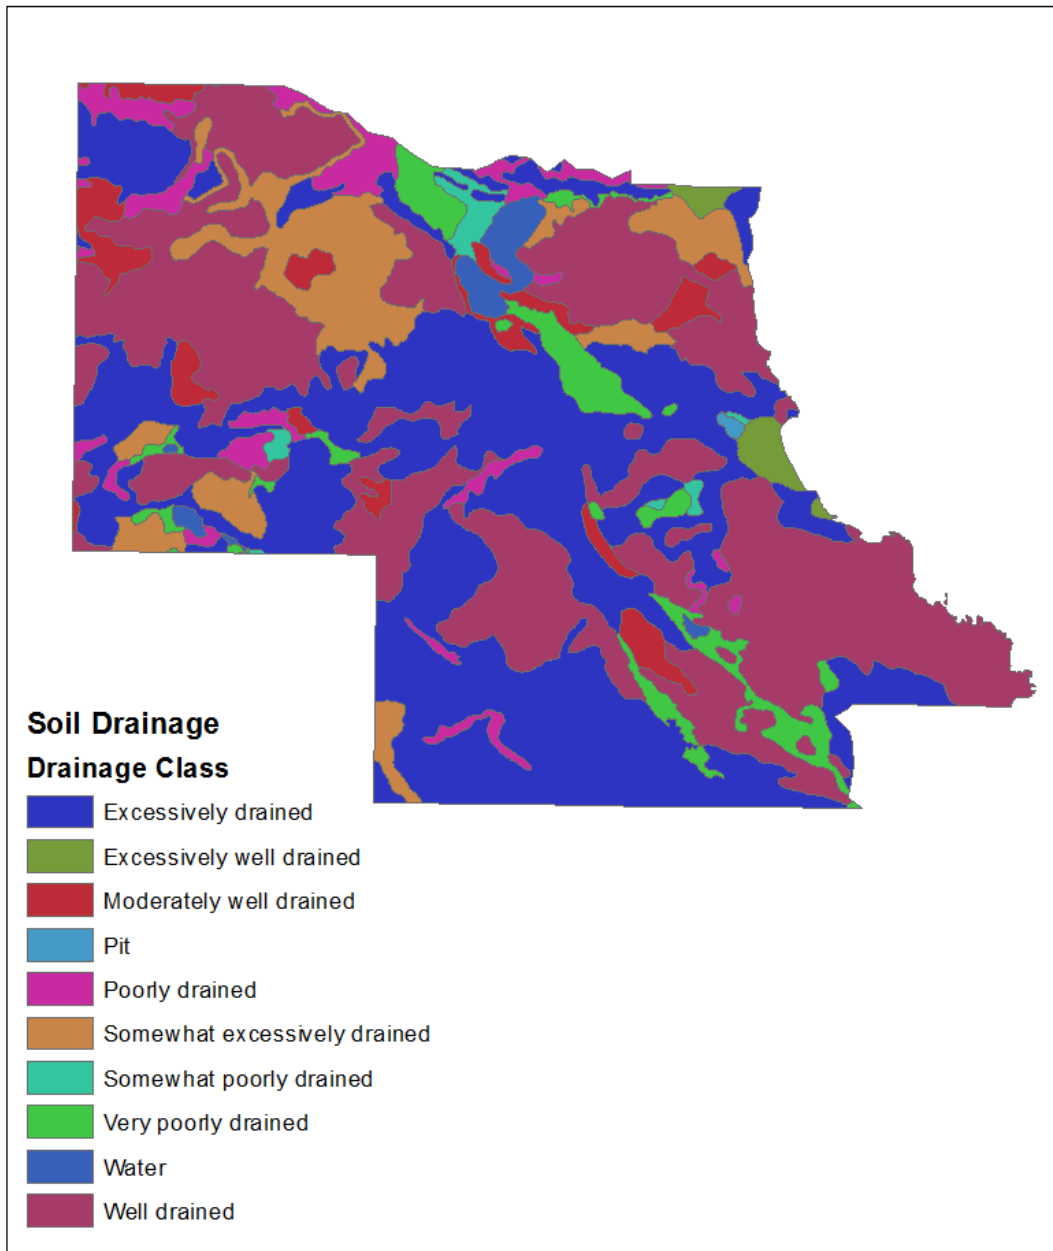 Soil Drainage
Drainage Class
Excessively drained
Excessively well drained
Moderately well drained
Pit
Poorly drained
Somewhat excessively drained
Somewhat poorly drained
Very poorly drained
Water
Well drained